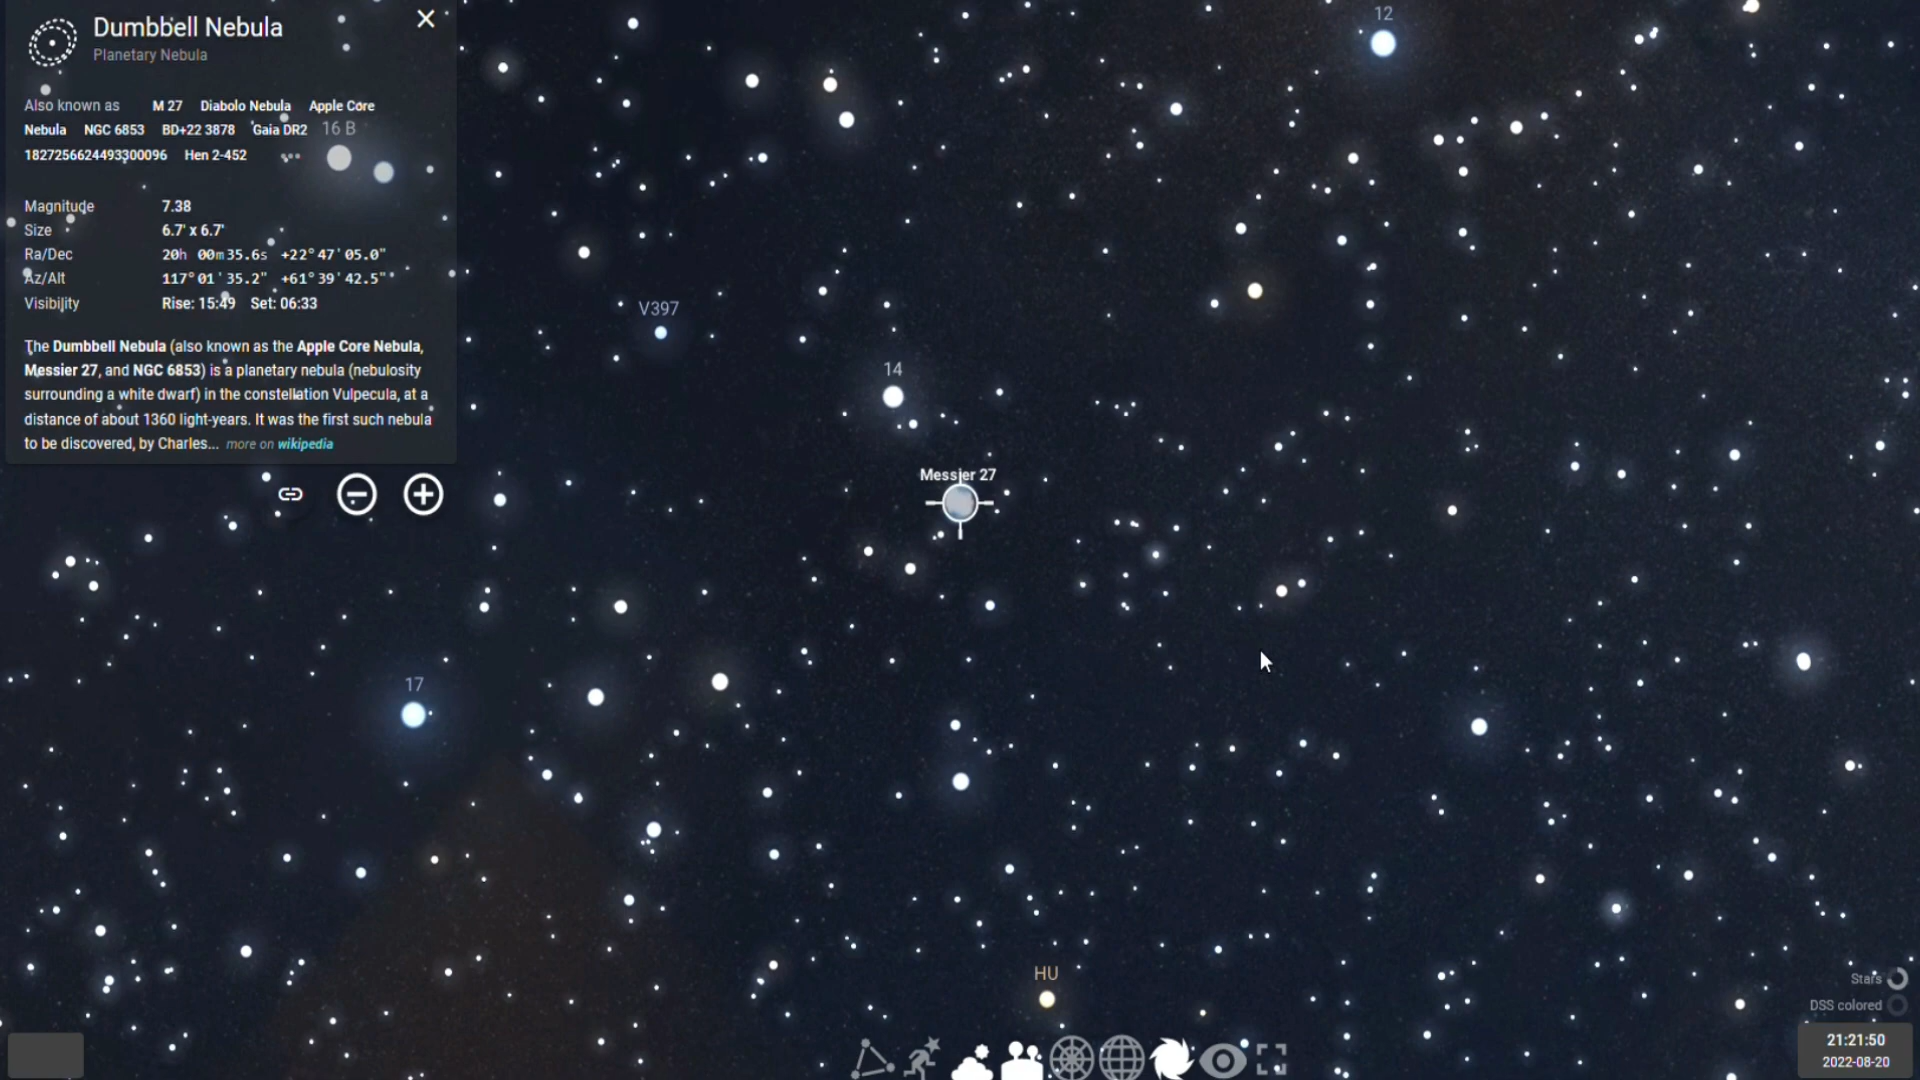 Dumbbell Nebula
Planetary Nebula
Also known as M 27 Diabolo Nebula Apple Core
Nebula NGC 6853 BD+22 3878 Gaia DR2
1827256624493300096 Hen 2-452
Magnitude 7.38
Size 6.7' x 6.7'
Ra/Dec 20h 00m35.6s +22°47'05.0"
Az/Alt 117°01'35.2" +61°39'42.5"
Visibility Rise: 15:49 Set: 06:33
The Dumbbell Nebula (also known as the Apple Core Nebula,
Messier 27, and NGC 6853) is a planetary nebula (nebulosity
surrounding a white dwarf) in the constellation Vulpecula, at a
distance of about 1360 light-years. It was the first such nebula
to be discovered, by Charles... more on wikipedia
12
16 B
V397
14
Messier 27
17
HU
Stars
DSS colored
21:21:50
2022-08-20